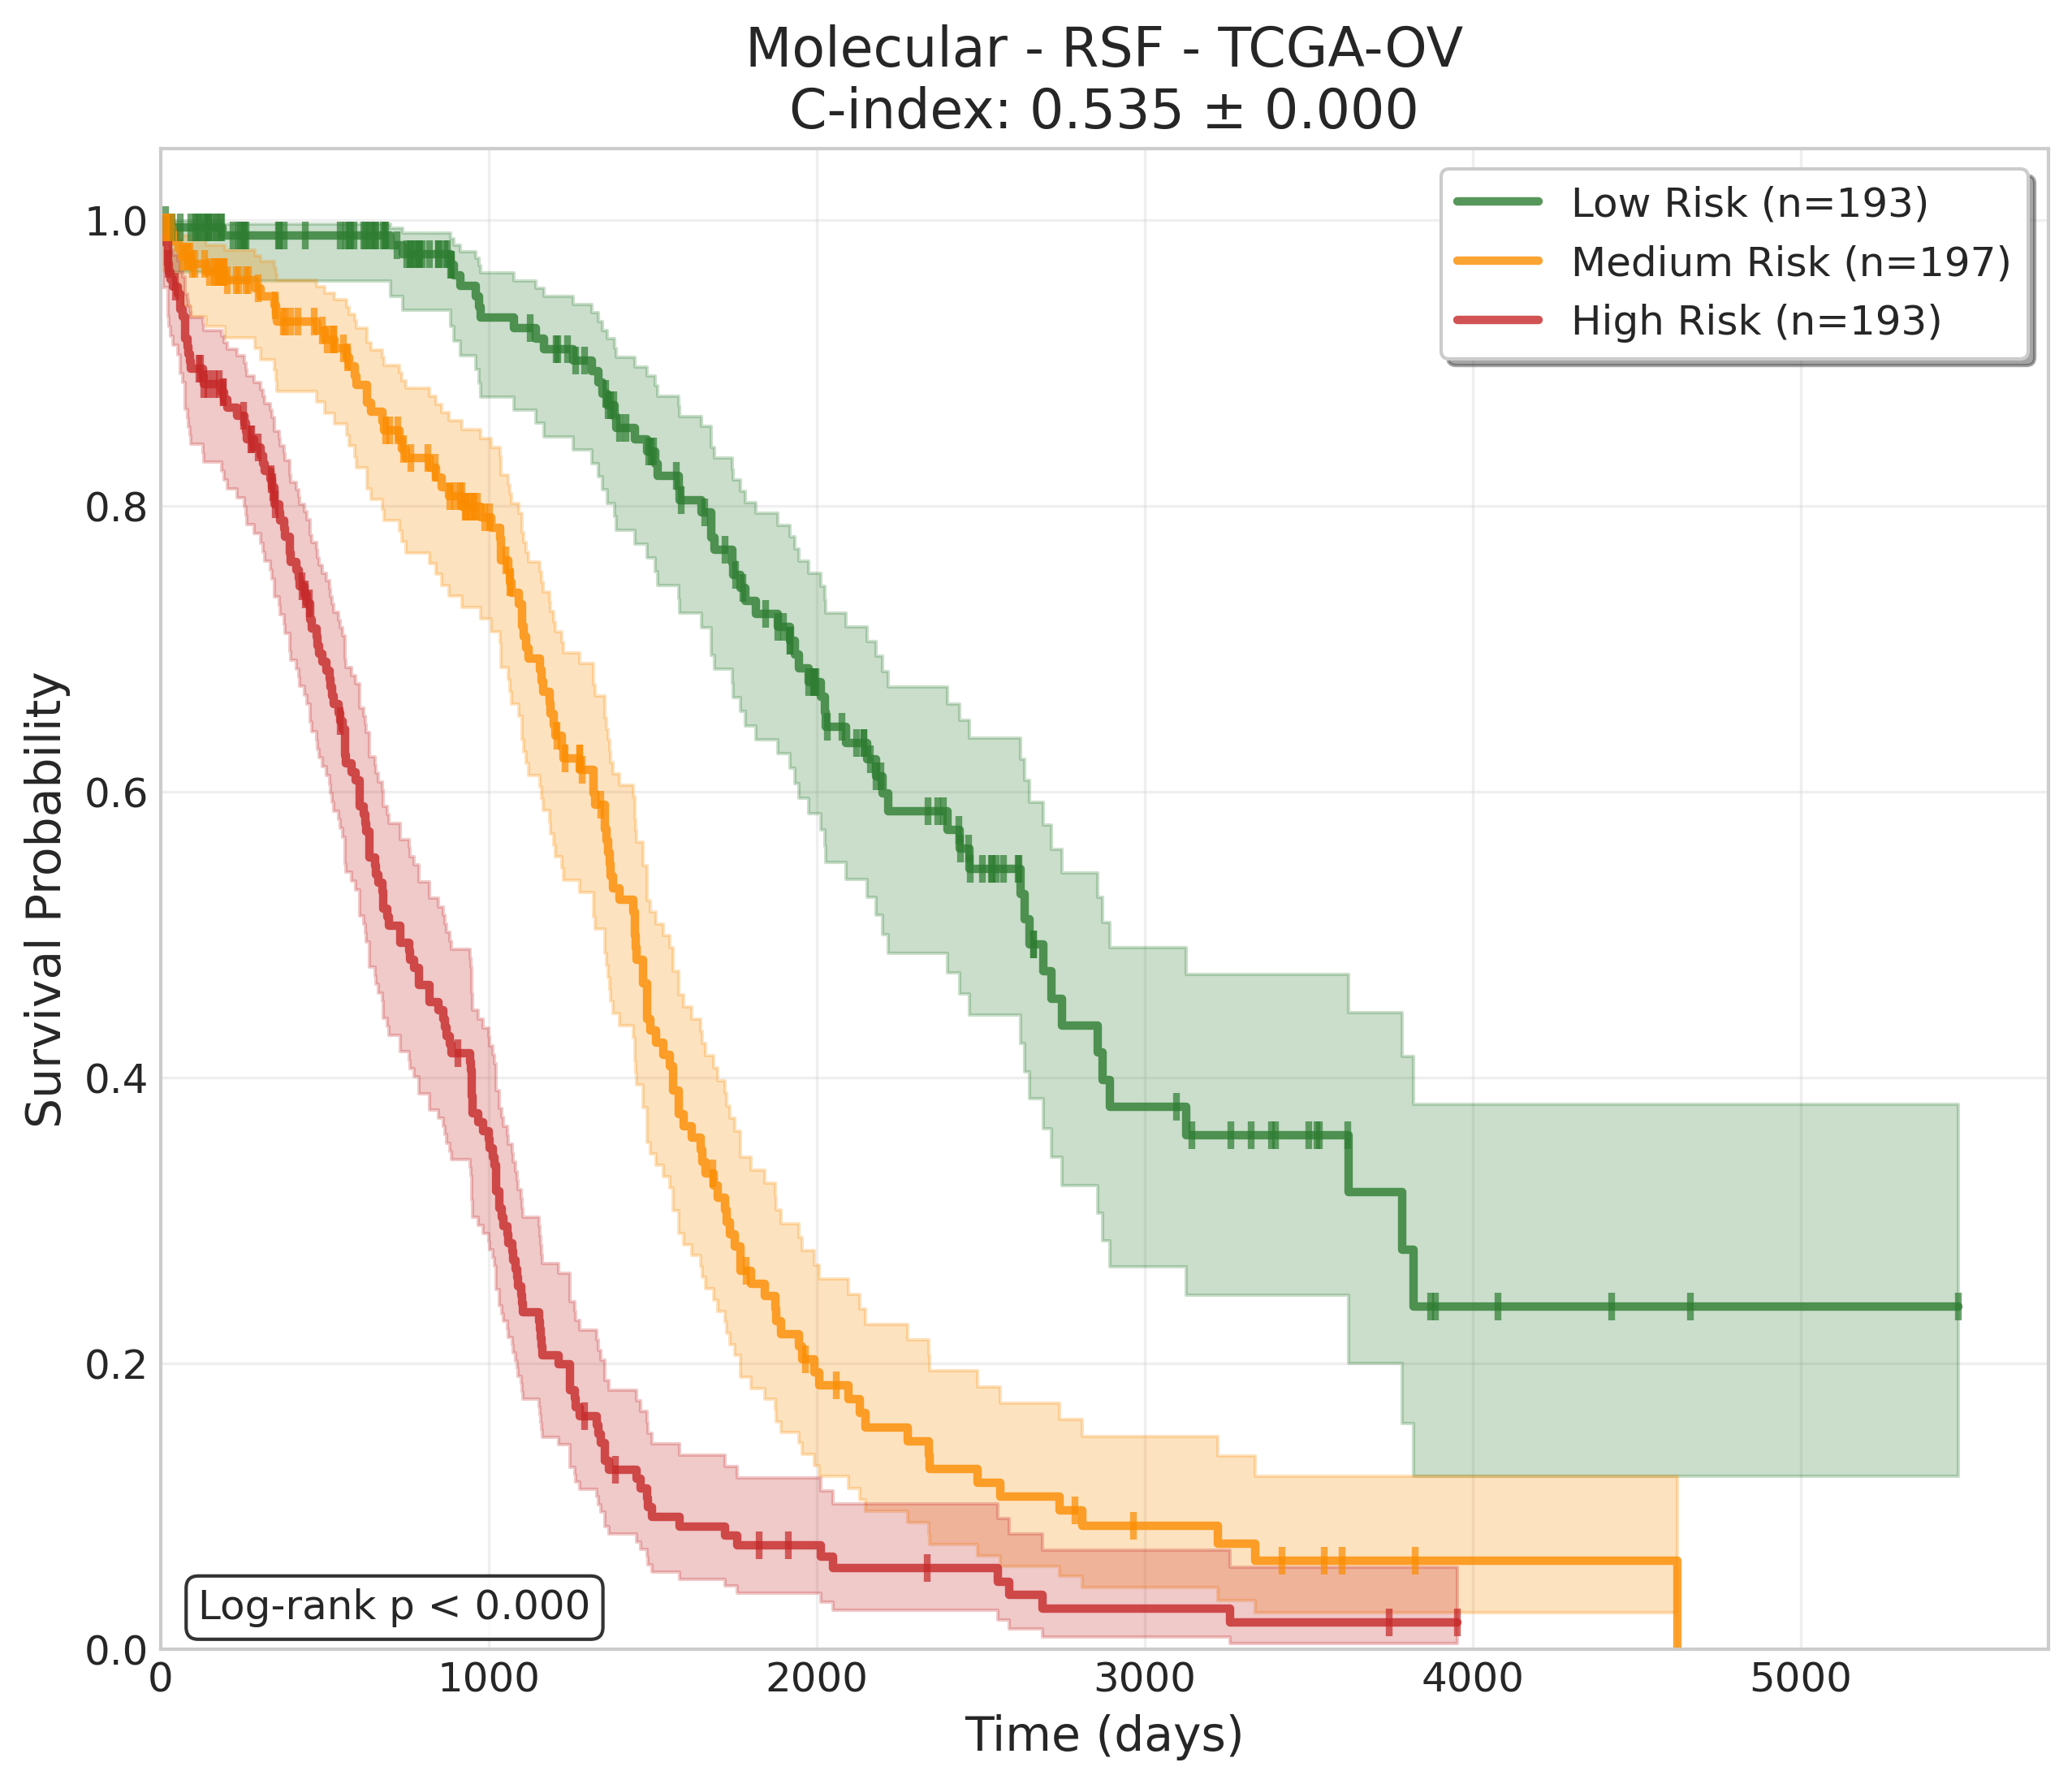 Molecular - RSF - TCGA-OV
C-index: 0.535 ± 0.000
Low Risk (n=193)
Medium Risk (n=197)
High Risk (n=193)
Survival Probability
1.0
0.8
0.6
0.4
0.2
0.0
Log-rank p < 0.000
0 1000 2000 3000 4000 5000
Time (days)